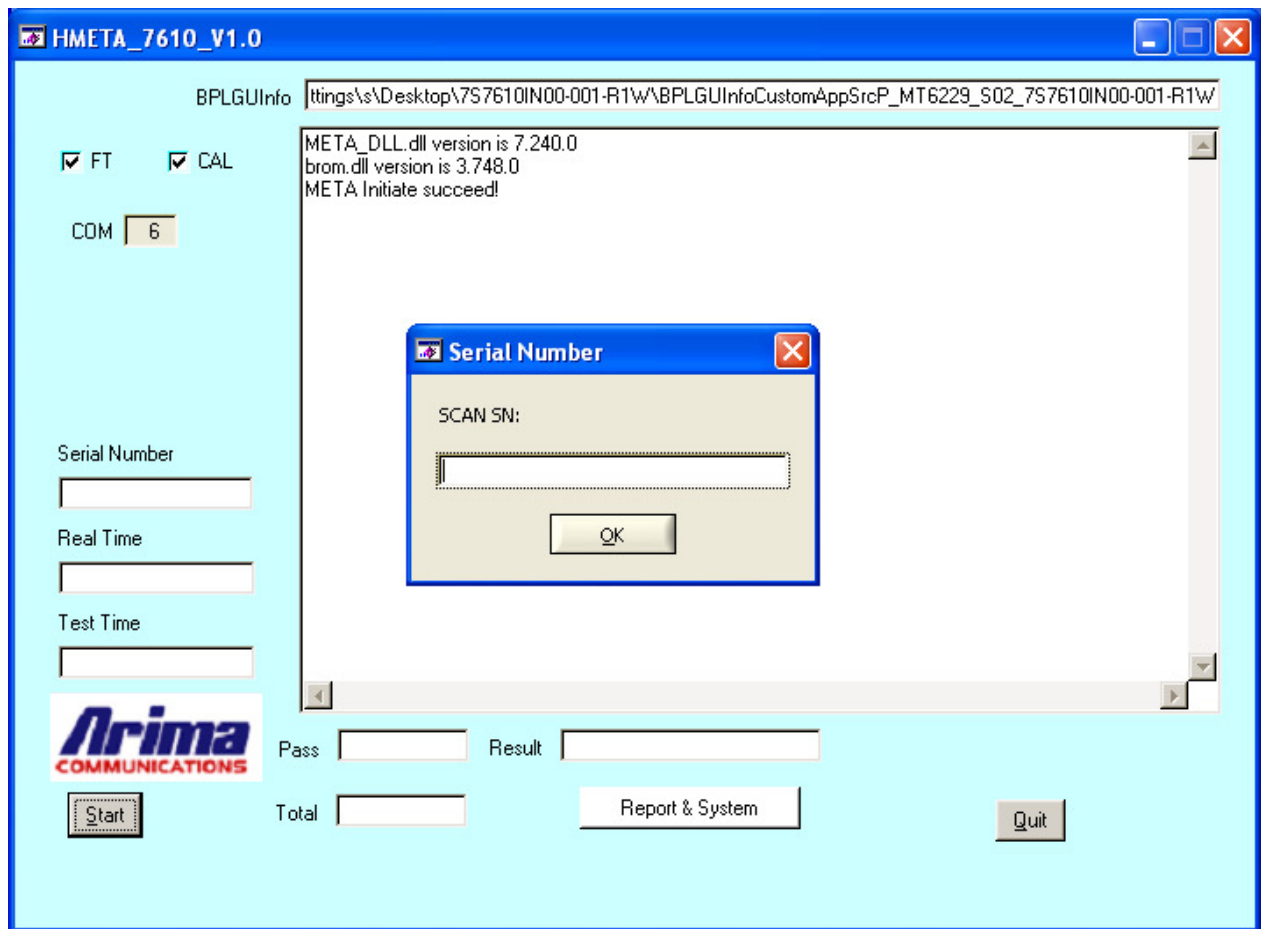 HMETA_7610_V1.0
BPLGUInfo ttings\s\Desktop\7S7610IN00-001-R1W\BPLGUInfoCustomAppSrcP_MT6229_S02_7S7610IN00-001-R1W
FT CAL
META_DLL.dll version is 7.240.0
brom.dll version is 3.748.0
META Initiate succeed!
COM 6
Serial Number
SCAN SN:
OK
Serial Number
Real Time
Test Time
Arima
COMMUNICATIONS
Pass Result
Start Total Report & System Quit